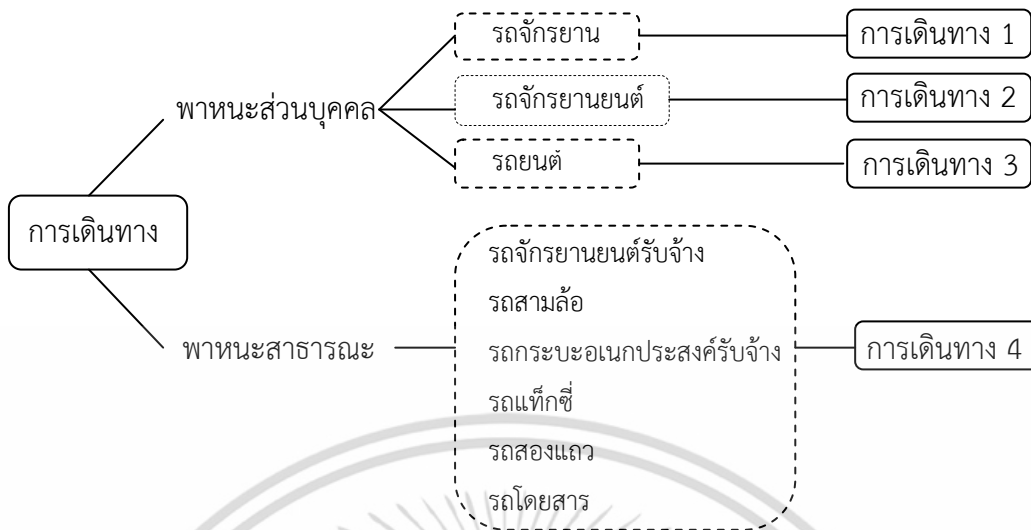 รถจักรยาน
การเดินทาง 1
พาหนะส่วนบุคคล
รถจักรยานยนต์
การเดินทาง 2
รถยนต์
การเดินทาง 3
การเดินทาง
พาหนะสาธารณะ
รถจักรยานยนต์รับจ้าง
รถสามล้อ
รถกระบะอเนกประสงค์รับจ้าง
รถแท็กซี่
รถสองแถว
รถโดยสาร
การเดินทาง 4